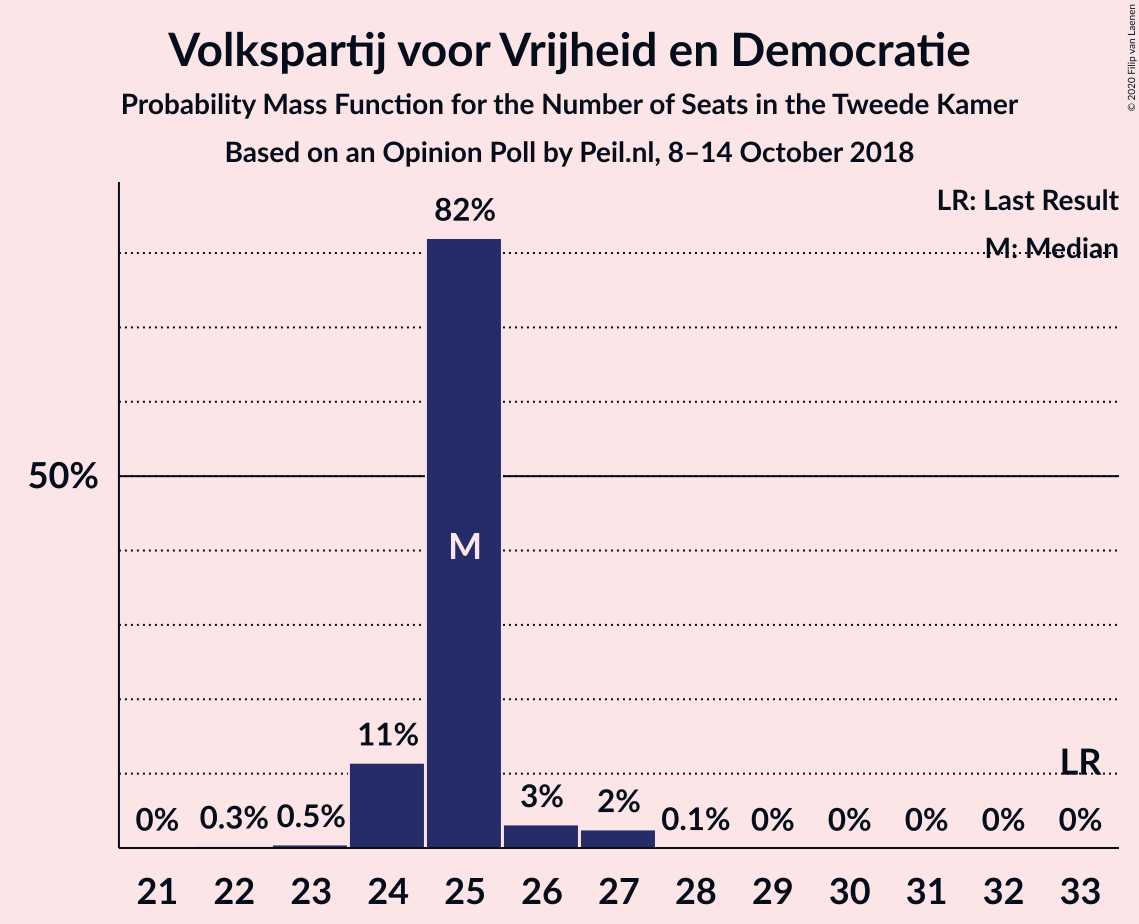 Volkspartij voor Vrijheid en Democratie
Probability Mass Function for the Number of Seats in the Tweede Kamer
Based on an Opinion Poll by Peil.nl, 8–14 October 2018
© 2020 Filip van Laenen
LR: Last Result
M: Median
82%
50%
M
11%
LR
0% 0.3% 0.5% 3% 2% 0.1% 0% 0% 0% 0% 0%
21 22 23 24 25 26 27 28 29 30 31 32 33